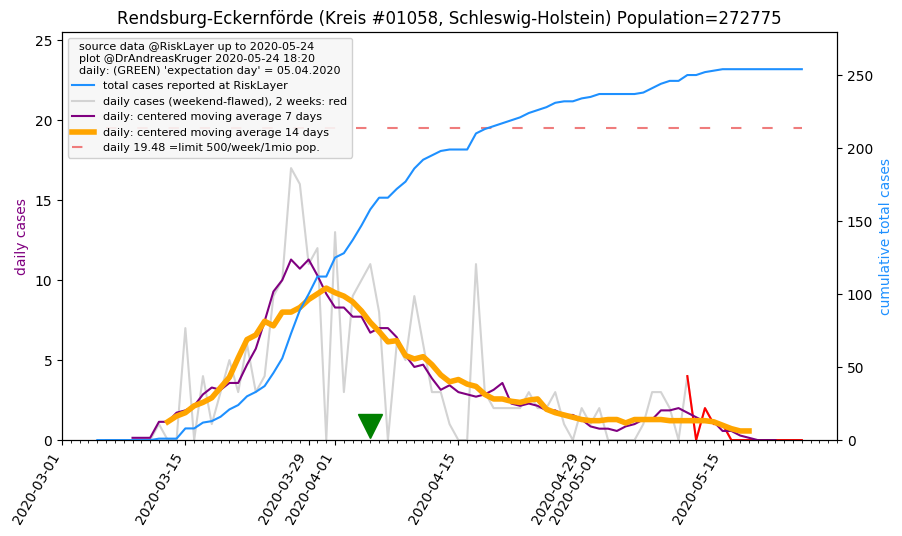 Rendsburg-Eckernförde (Kreis #01058, Schleswig-Holstein) Population=272775
source data @RiskLayer up to 2020-05-24
plot @DrAndreasKruger 2020-05-24 18:20
daily: (GREEN) 'expectation day' = 05.04.2020
total cases reported at RiskLayer
daily cases (weekend-flawed), 2 weeks: red
daily: centered moving average 7 days
daily: centered moving average 14 days
daily 19.48 =limit 500/week/1mio pop.
daily cases
25
20
15
10
5
0
cumulative total cases
250
200
150
100
50
0
2020-03-01
2020-03-15
2020-03-29
2020-04-01
2020-04-15
2020-04-29
2020-05-01
2020-05-15